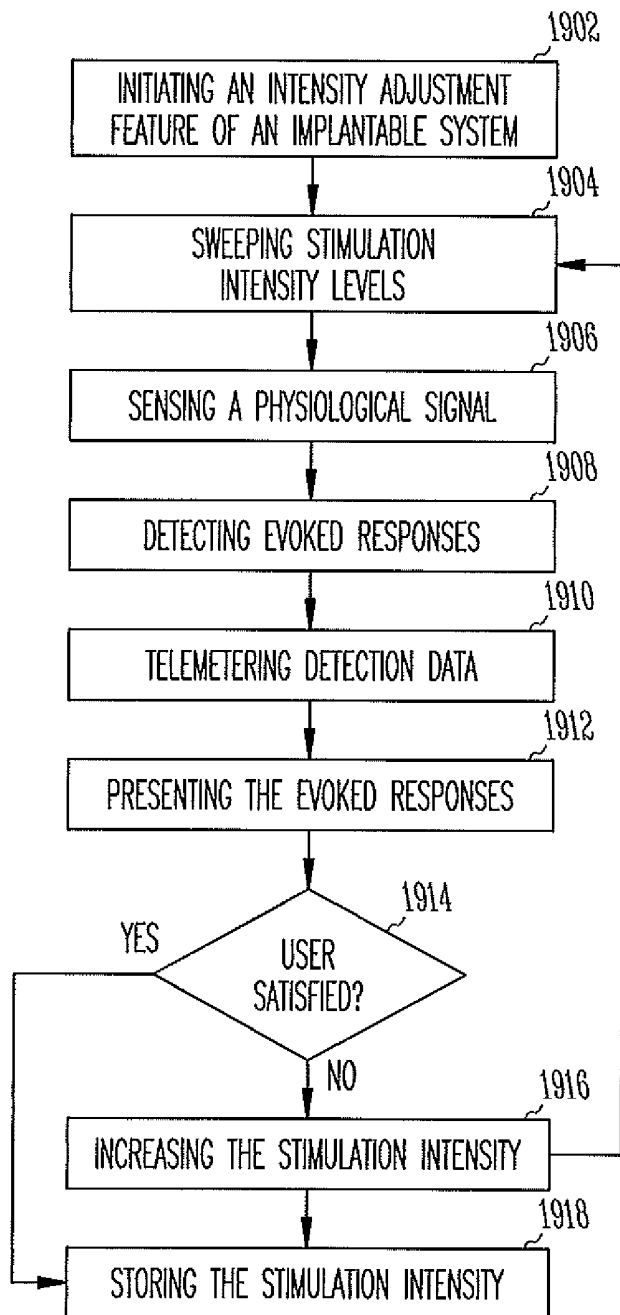 1902
INITIATING AN INTENSITY ADJUSTMENT
FEATURE OF AN IMPLANTABLE SYSTEM
1904
SWEEPING STIMULATION
INTENSITY LEVELS
1906
SENSING A PHYSIOLOGICAL SIGNAL
1908
DETECTING EVOKED RESPONSES
1910
TELEMETERING DETECTION DATA
1912
PRESENTING THE EVOKED RESPONSES
1914
YES
USER
SATISFIED?
NO
1916
INCREASING THE STIMULATION INTENSITY
1918
STORING THE STIMULATION INTENSITY